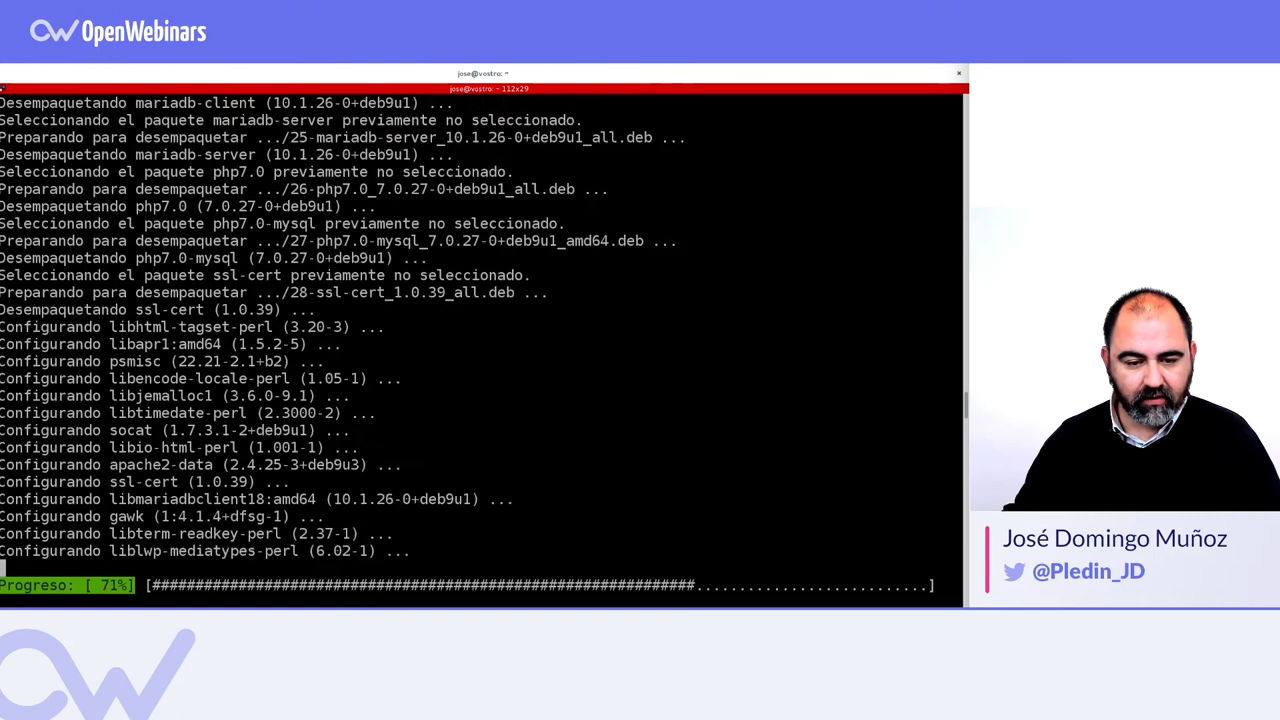 OpenWebinars
jose@vostro: ~
×
jose@vostro: ~ 112x29
Desempaquetando mariadb-client (10.1.26-0+deb9u1) ...
Seleccionando el paquete mariadb-server previamente no seleccionado.
Preparando para desempaquetar .../25-mariadb-server_10.1.26-0+deb9u1_all.deb ...
Desempaquetando mariadb-server (10.1.26-0+deb9u1) ...
Seleccionando el paquete php7.0 previamente no seleccionado.
Preparando para desempaquetar .../26-php7.0_7.0.27-0+deb9u1_all.deb ...
Desempaquetando php7.0 (7.0.27-0+deb9u1) ...
Seleccionando el paquete php7.0-mysql previamente no seleccionado.
Preparando para desempaquetar .../27-php7.0-mysql_7.0.27-0+deb9u1_amd64.deb ...
Desempaquetando php7.0-mysql (7.0.27-0+deb9u1) ...
Seleccionando el paquete ssl-cert previamente no seleccionado.
Preparando para desempaquetar .../28-ssl-cert_1.0.39_all.deb ...
Desempaquetando ssl-cert (1.0.39) ...
Configurando libhtml-tagset-perl (3.20-3) ...
Configurando libapr1:amd64 (1.5.2-5) ...
Configurando psmisc (22.21-2.1+b2) ...
Configurando libencode-locale-perl (1.05-1) ...
Configurando libjemalloc1 (3.6.0-9.1) ...
Configurando libtimedate-perl (2.3000-2) ...
Configurando socat (1.7.3.1-2+deb9u1) ...
Configurando libio-html-perl (1.001-1) ...
Configurando apache2-data (2.4.25-3+deb9u3) ...
Configurando ssl-cert (1.0.39) ...
Configurando libmariadbclient18:amd64 (10.1.26-0+deb9u1) ...
Configurando gawk (1:4.1.4+dfsg-1) ...
Configurando libterm-readkey-perl (2.37-1) ...
Configurando liblwp-mediatypes-perl (6.02-1) ...
Progreso: [ 71%] [###############################################################...........................]
José Domingo Muñoz
@Pledin_JD